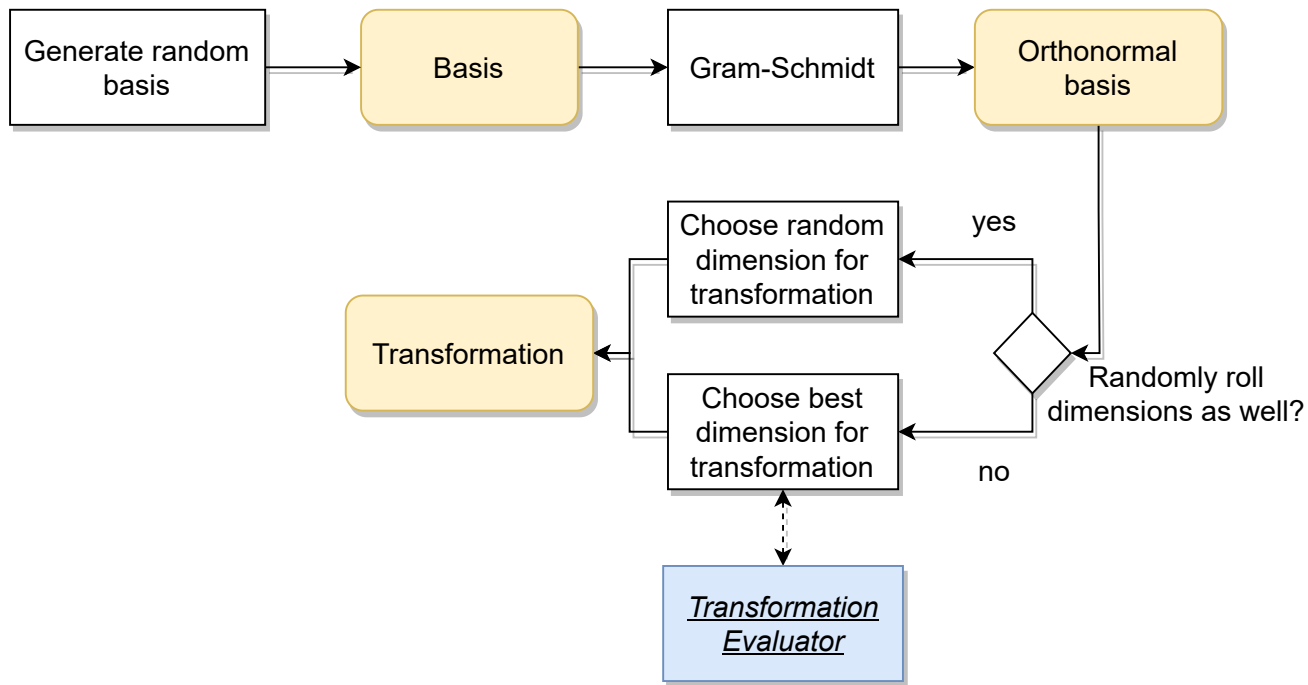 Generate random
basis
Basis
Gram-Schmidt
Orthonormal
basis
Choose random
dimension for
transformation
yes
Transformation
Randomly roll
dimensions as well?
Choose best
dimension for
transformation
no
Transformation
Evaluator